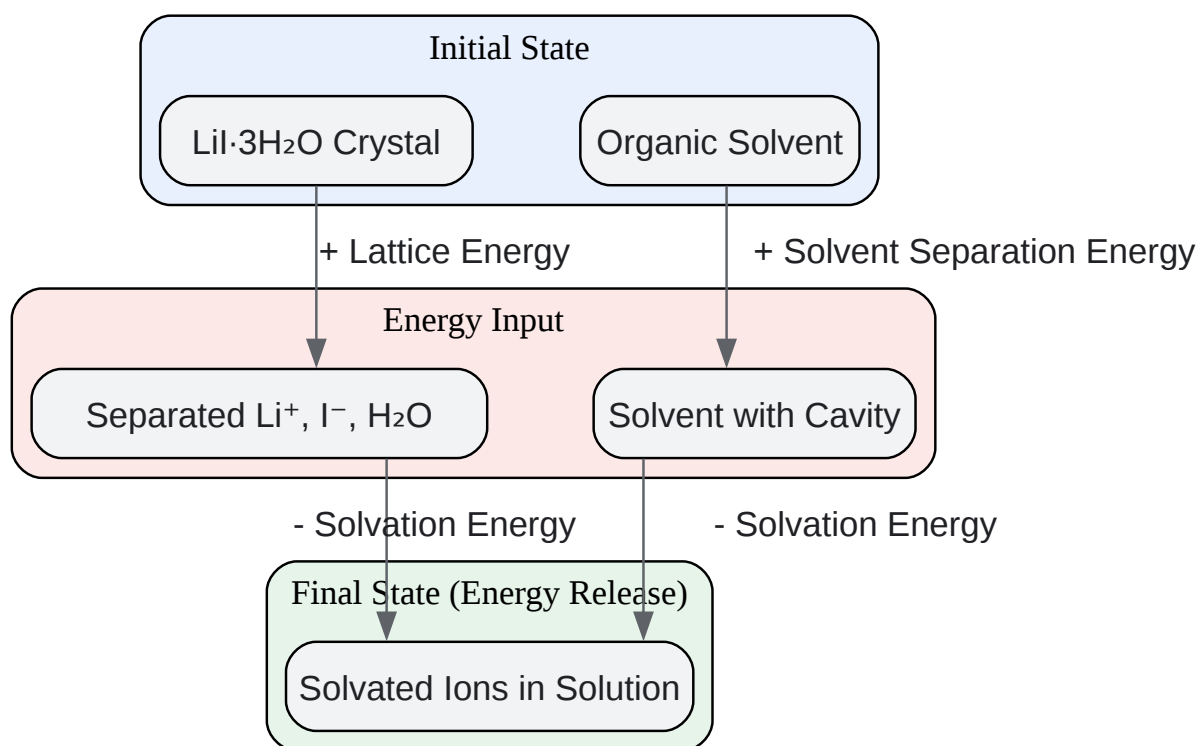 Initial State
LiI·3H₂O Crystal
Organic Solvent
+ Lattice Energy
+ Solvent Separation Energy
Energy Input
Separated Li⁺, I⁻, H₂O
Solvent with Cavity
- Solvation Energy
- Solvation Energy
Final State (Energy Release)
Solvated Ions in Solution